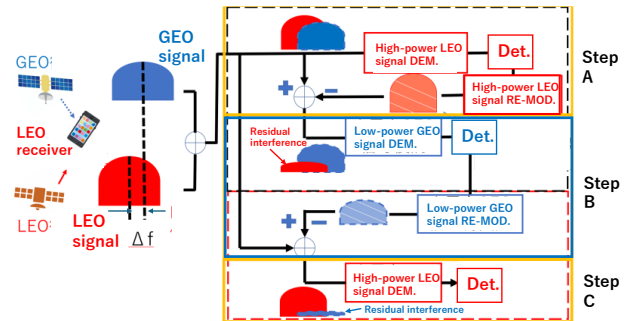 GEO
signal
GEO:
LEO
receiver
LEO:
LEO
signal
Δf
High-power LEO
signal DEM.
Det.
High-power LEO
signal RE-MOD.
+
−
Step
A
Residual
interference
Low-power GEO
signal DEM.
Det.
Low-power GEO
signal RE-MOD.
+
−
Step
B
High-power LEO
signal DEM.
Det.
Residual interference
Step
C